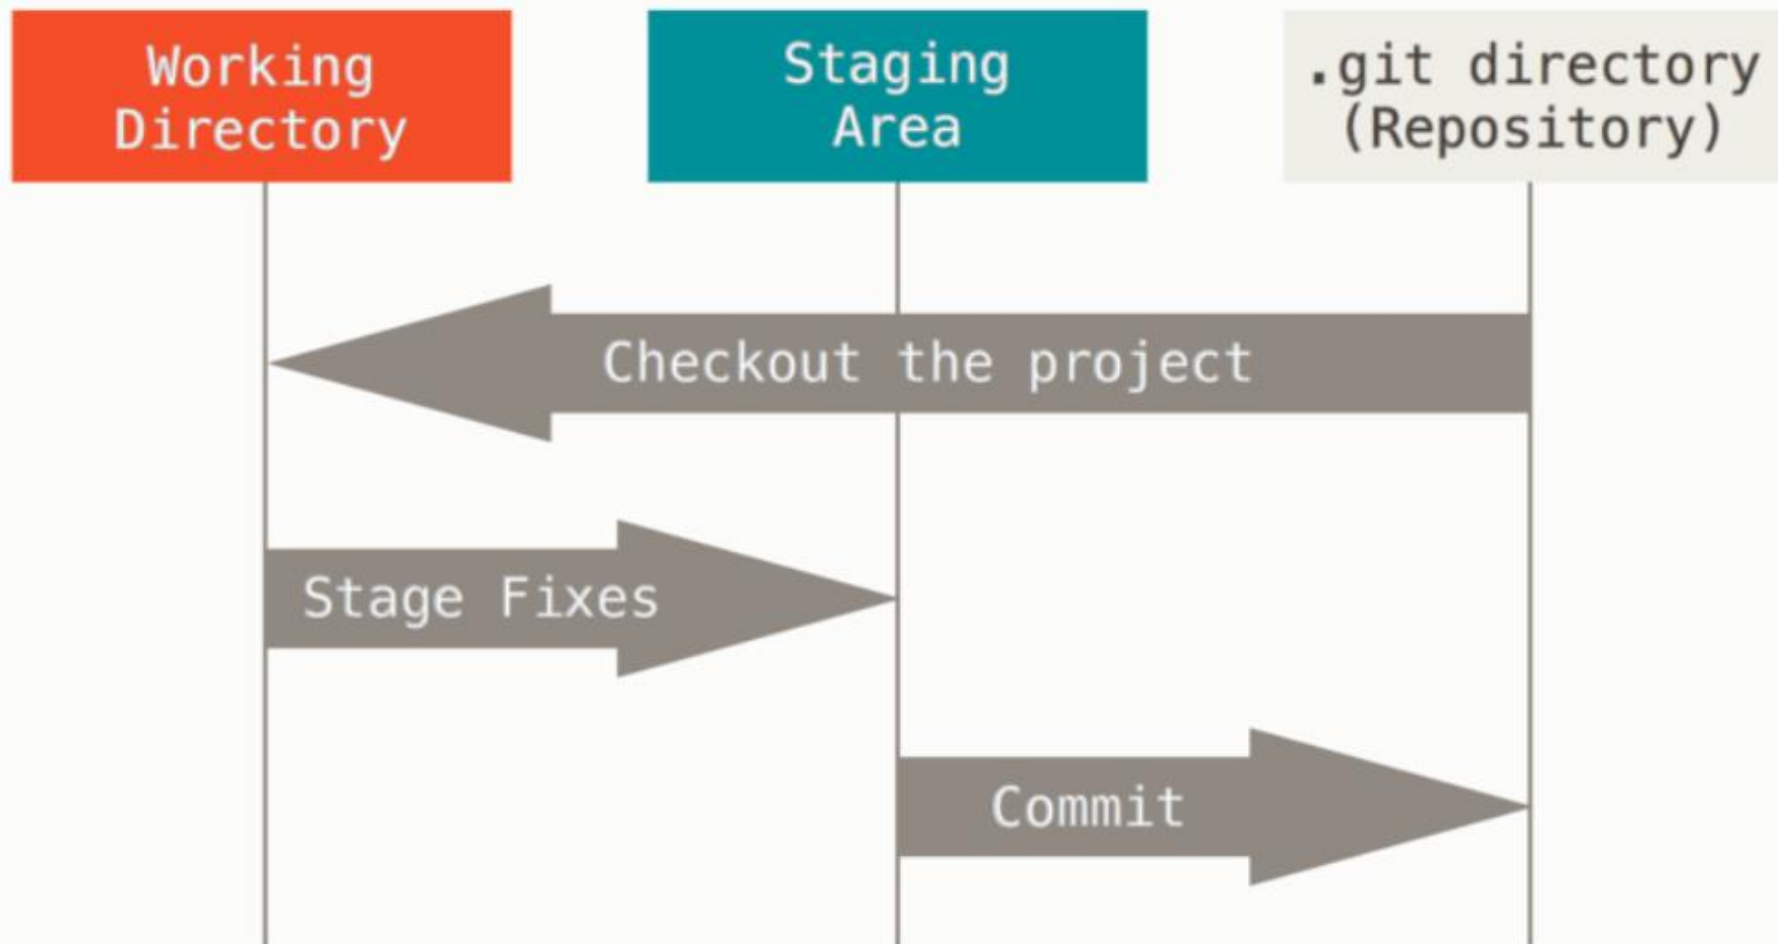 Working
Directory
Staging
Area
.git directory
(Repository)
Checkout the project
Stage Fixes
Commit